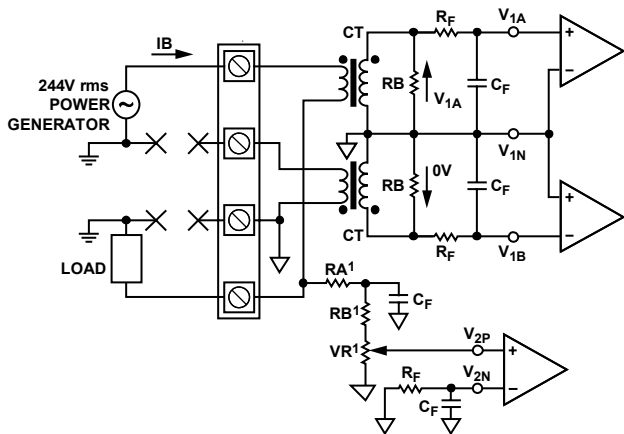 IB
CT
RF
V1A
244V rms
POWER
GENERATOR
+
−
RB
V1A
CF
V1N
RB
0V
CF
+
−
CT
RF
V1B
LOAD
RA1
RB1
CF
VR1
V2P
+
RF
V2N
−
CF